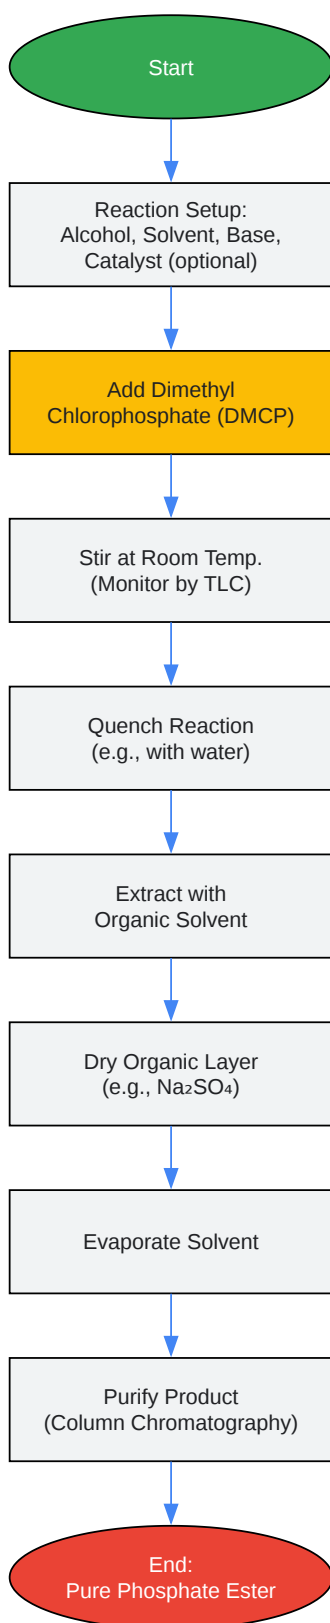 Start
Reaction Setup:
Alcohol, Solvent, Base,
Catalyst (optional)
Add Dimethyl
Chlorophosphate (DMCP)
Stir at Room Temp.
(Monitor by TLC)
Quench Reaction
(e.g., with water)
Extract with
Organic Solvent
Dry Organic Layer
(e.g., Na₂SO₄)
Evaporate Solvent
Purify Product
(Column Chromatography)
End:
Pure Phosphate Ester